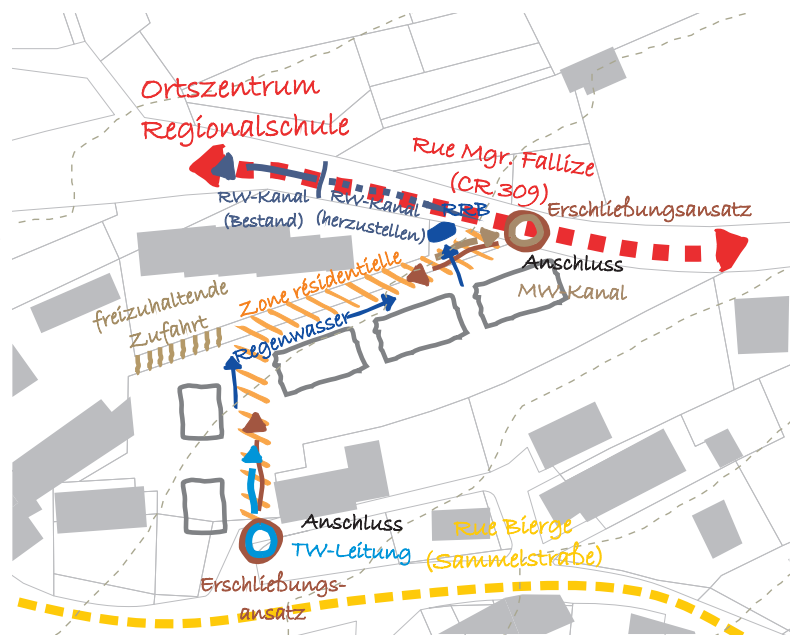 Ortszentrum
Regionalschule
Rue Mgr. Fallize
(CR 309)
RW-Kanal
(Bestand)
RW-Kanal
(herzustellen)
RRB
Erschließungsansatz
Anschluss
MW-Kanal
Zone résidentielle
freizuhaltende
Zufahrt
Regenwasser
Anschluss
TW-Leitung
Rue Bierge
(Sammelstraße)
Erschließungs-
ansatz